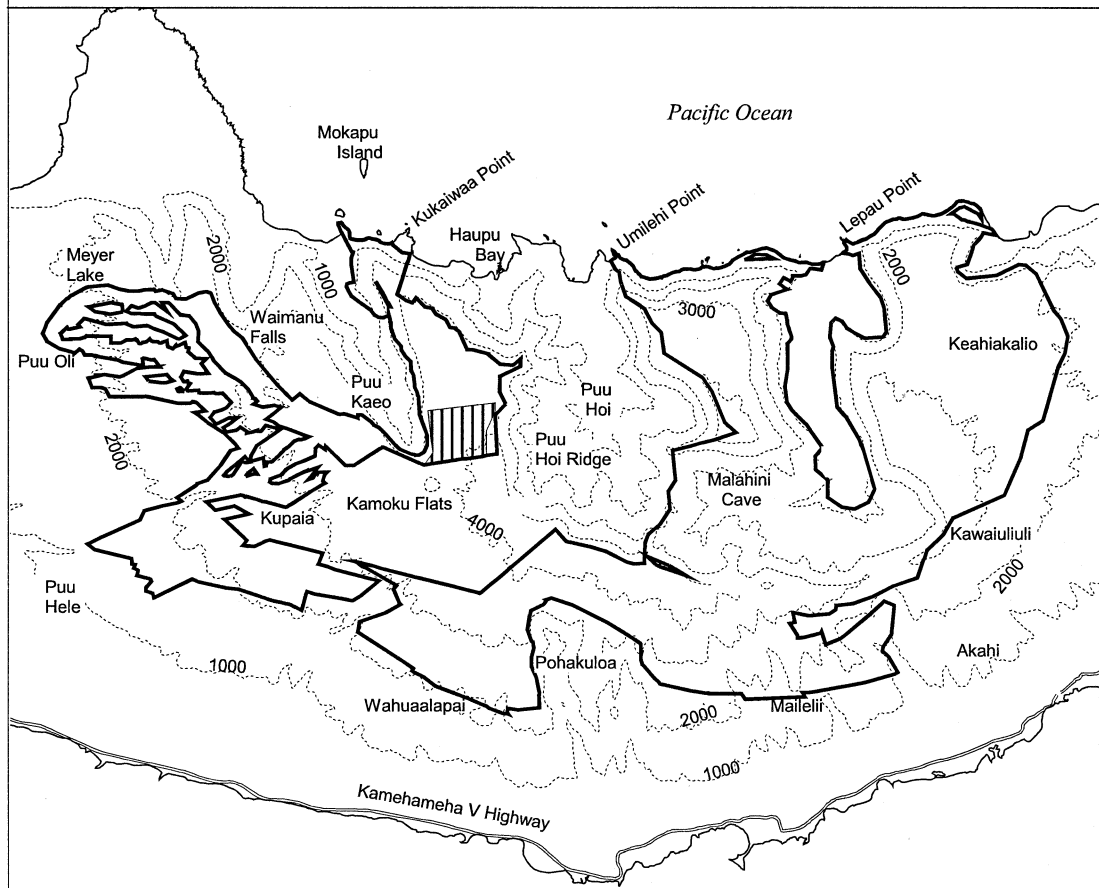 Pacific Ocean
Mokapu
Island
Kukaiwaa Point
Umilehi Point
Lepau Point
Haupu
Bay
Meyer
Lake
2000
1000
2000
3000
Waimanu
Falls
Keahiakalio
Puu Oli
Puu
Kaeo
Puu
Hoi
Puu
Hoi Ridge
2000
Malahini
Cave
Kamoku Flats
Kupaia
4000
Kawaiuliuli
2000
Puu
Hele
1000
Pohakuloa
Akahi
Wahuaalapai
Mailelii
2000
1000
Kamehameha V Highway